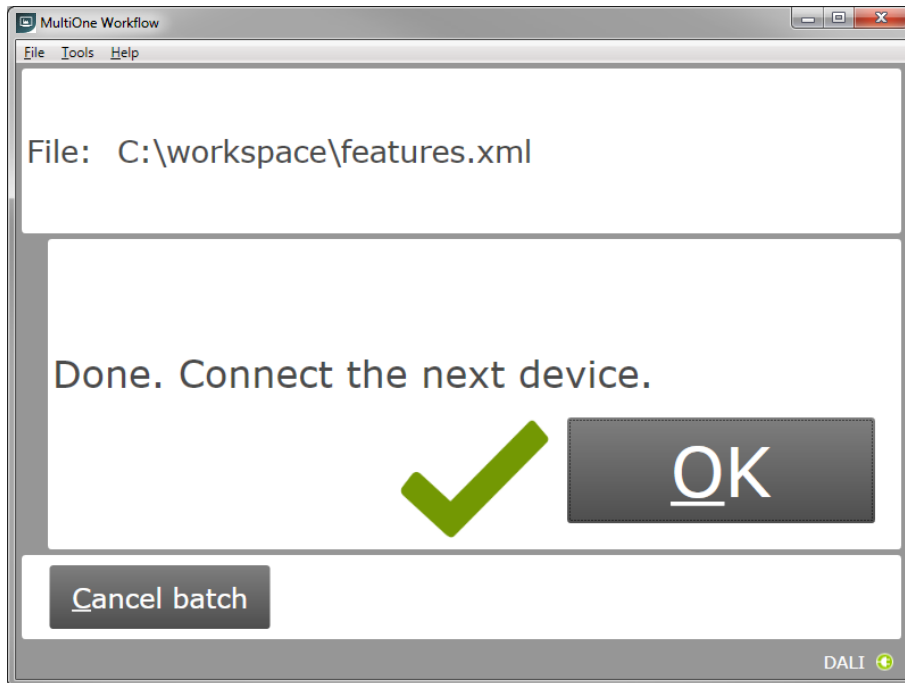 MultiOne Workflow
File Tools Help
File: C:\workspace\features.xml
Done. Connect the next device.
OK
Cancel batch
DALI